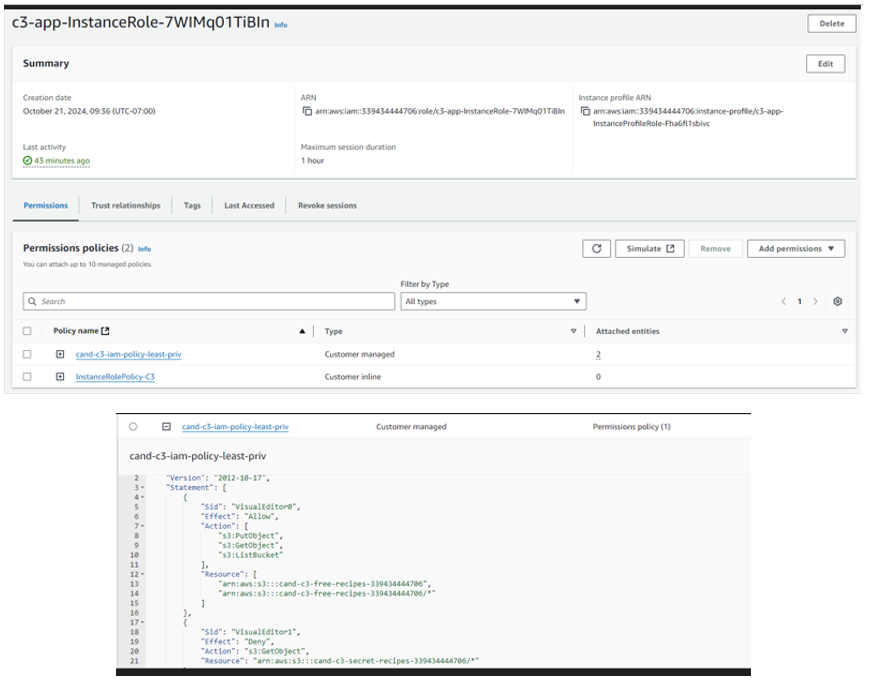 c3-app-InstanceRole-7WIMq01TiBIn Info
Delete
Summary
Edit
Creation date
October 21, 2024, 09:36 (UTC-07:00)
ARN
arn:aws:iam::339434444706:role/c3-app-InstanceRole-7WIMq01TiBIn
Instance profile ARN
arn:aws:iam::339434444706:instance-profile/c3-app-
InstanceProfileRole-Fha6fl1sbivc
Last activity
43 minutes ago
Maximum session duration
1 hour
Permissions Trust relationships Tags Last Accessed Revoke sessions
Permissions policies (2) Info
You can attach up to 10 managed policies.
Simulate Remove Add permissions
Filter by Type
Search
All types
1
Policy name Type Attached entities
cand-c3-iam-policy-least-priv Customer managed 2
InstanceRolePolicy-C3 Customer inline 0
cand-c3-iam-policy-least-priv Customer managed Permissions policy (1)
cand-c3-iam-policy-least-priv
2 "Version": "2012-10-17",
3 "Statement": [
4 {
5 "Sid": "VisualEditor0",
6 "Effect": "Allow",
7 "Action": [
8 "s3:PutObject",
9 "s3:GetObject",
10 "s3:ListBucket"
11 ],
12 "Resource": [
13 "arn:aws:s3:::cand-c3-free-recipes-339434444706",
14 "arn:aws:s3:::cand-c3-free-recipes-339434444706/*"
15 ]
16 },
17 {
18 "Sid": "VisualEditor1",
19 "Effect": "Deny",
20 "Action": "s3:GetObject",
21 "Resource": "arn:aws:s3:::cand-c3-secret-recipes-339434444706/*"